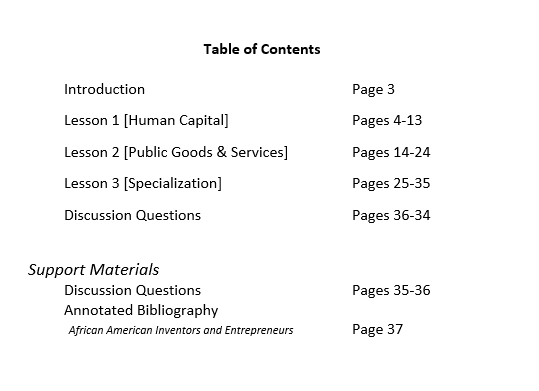 Table of Contents
Introduction Page 3
Lesson 1 [Human Capital] Pages 4-13
Lesson 2 [Public Goods & Services] Pages 14-24
Lesson 3 [Specialization] Pages 25-35
Discussion Questions Pages 36-34
Support Materials
Discussion Questions Pages 35-36
Annotated Bibliography
African American Inventors and Entrepreneurs Page 37